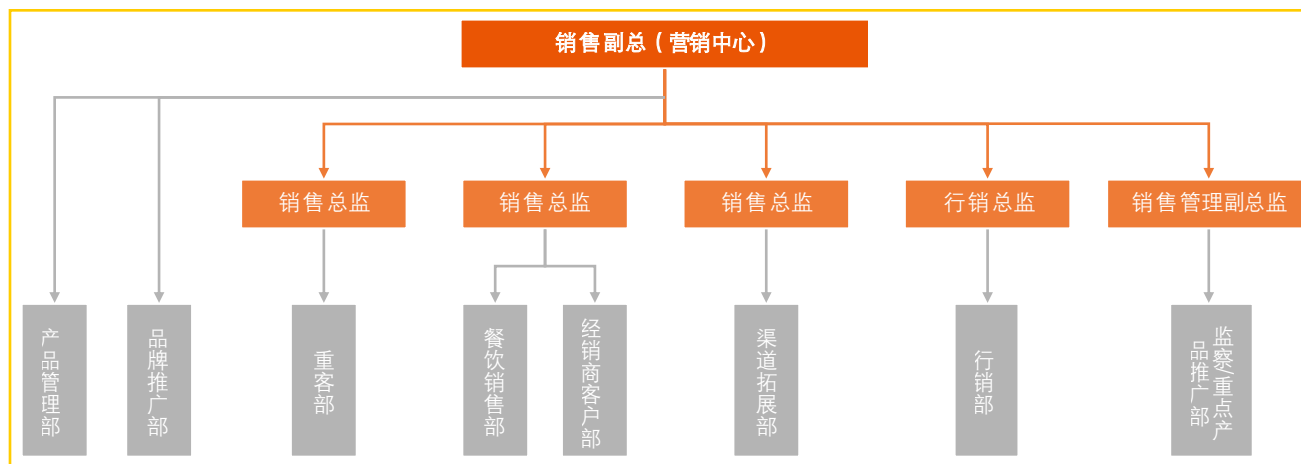 销售副总（营销中心）
销售总监
销售总监
销售总监
行销总监
销售管理副总监
产品管理部
品牌推广部
重客部
餐饮销售部
经销商客户部
渠道拓展部
行销部
监察/重点产
品推广部